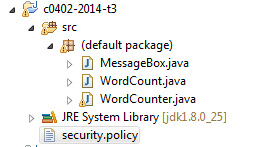 c0402-2014-t3
src
(default package)
MessageBox.java
WordCount.java
WordCounter.java
JRE System Library [jdk1.8.0_25]
security.policy